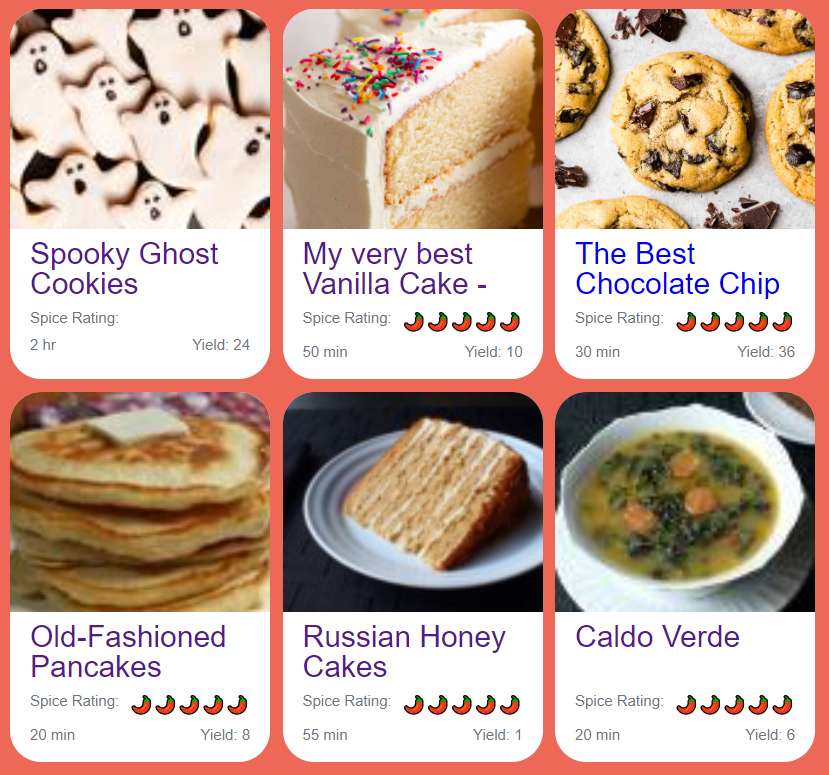 Spooky Ghost
Cookies
Spice Rating:
2 hr Yield: 24
My very best
Vanilla Cake -
Spice Rating:
50 min Yield: 10
The Best
Chocolate Chip
Spice Rating:
30 min Yield: 36
Old-Fashioned
Pancakes
Spice Rating:
20 min Yield: 8
Russian Honey
Cakes
Spice Rating:
55 min Yield: 1
Caldo Verde
Spice Rating:
20 min Yield: 6